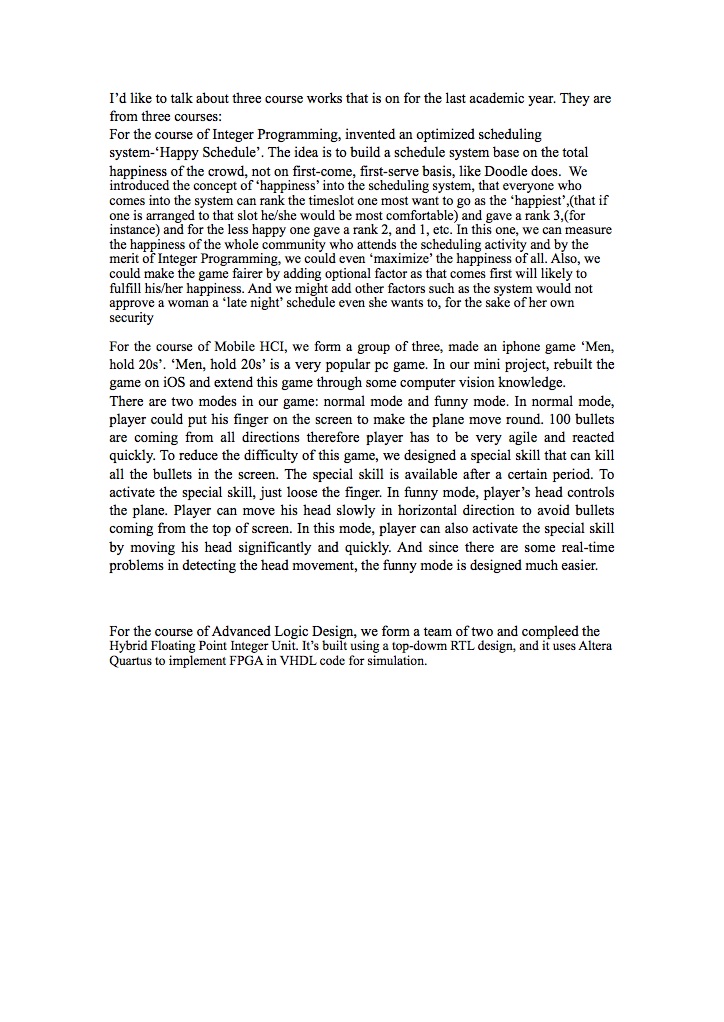 I’d like to talk about three course works that is on for the last academic year. They are
from three courses:
For the course of Integer Programming, invented an optimized scheduling
system-‘Happy Schedule’. The idea is to build a schedule system base on the total
happiness of the crowd, not on first-come, first-serve basis, like Doodle does.  We
introduced the concept of ‘happiness’ into the scheduling system, that everyone who
comes into the system can rank the timeslot one most want to go as the ‘happiest’,(that if
one is arranged to that slot he/she would be most comfortable) and gave a rank 3,(for
instance) and for the less happy one gave a rank 2, and 1, etc. In this one, we can measure
the happiness of the whole community who attends the scheduling activity and by the
merit of Integer Programming, we could even ‘maximize’ the happiness of all. Also, we
could make the game fairer by adding optional factor as that comes first will likely to
fulfill his/her happiness. And we might add other factors such as the system would not
approve a woman a ‘late night’ schedule even she wants to, for the sake of her own
security
For the course of Mobile HCI, we form a group of three, made an iphone game ‘Men,
hold 20s’. ‘Men, hold 20s’ is a very popular pc game. In our mini project, rebuilt the
game on iOS and extend this game through some computer vision knowledge.
There are two modes in our game: normal mode and funny mode. In normal mode,
player could put his finger on the screen to make the plane move round. 100 bullets
are coming from all directions therefore player has to be very agile and reacted
quickly. To reduce the difficulty of this game, we designed a special skill that can kill
all the bullets in the screen. The special skill is available after a certain period. To
activate the special skill, just loose the finger. In funny mode, player’s head controls
the plane. Player can move his head slowly in horizontal direction to avoid bullets
coming from the top of screen. In this mode, player can also activate the special skill
by moving his head significantly and quickly. And since there are some real-time
problems in detecting the head movement, the funny mode is designed much easier.
For the course of Advanced Logic Design, we form a team of two and compleed the
Hybrid Floating Point Integer Unit. It’s built using a top-dowm RTL design, and it uses Altera
Quartus to implement FPGA in VHDL code for simulation.